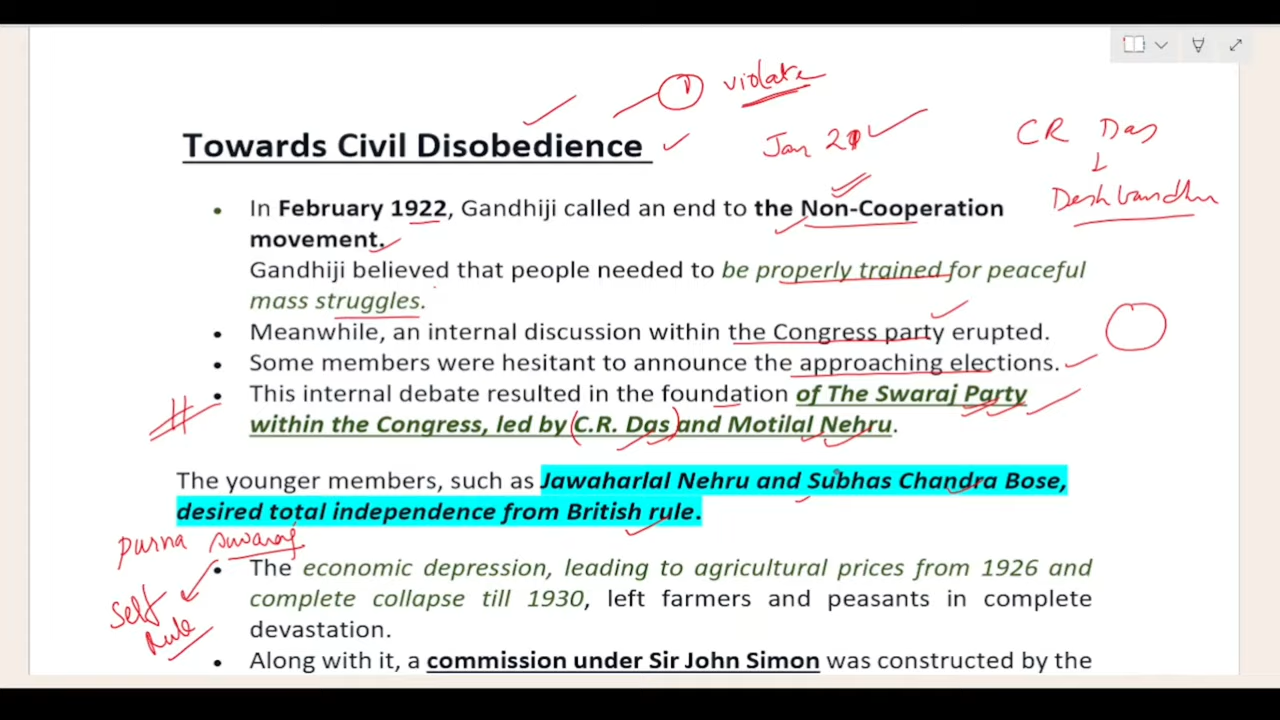 ① violate
Towards Civil Disobedience
Jan 21
CR Das
Deshbandhu
• In February 1922, Gandhiji called an end to the Non-Cooperation
movement.
Gandhiji believed that people needed to be properly trained for peaceful
mass struggles.
• Meanwhile, an internal discussion within the Congress party erupted.
• Some members were hesitant to announce the approaching elections.
• This internal debate resulted in the foundation of The Swaraj Party
within the Congress, led by (C.R. Das) and Motilal Nehru.
The younger members, such as Jawaharlal Nehru and Subhas Chandra Bose,
desired total independence from British rule.
Purna Swaraj
Self
Rule
• The economic depression, leading to agricultural prices from 1926 and
complete collapse till 1930, left farmers and peasants in complete
devastation.
• Along with it, a commission under Sir John Simon was constructed by the